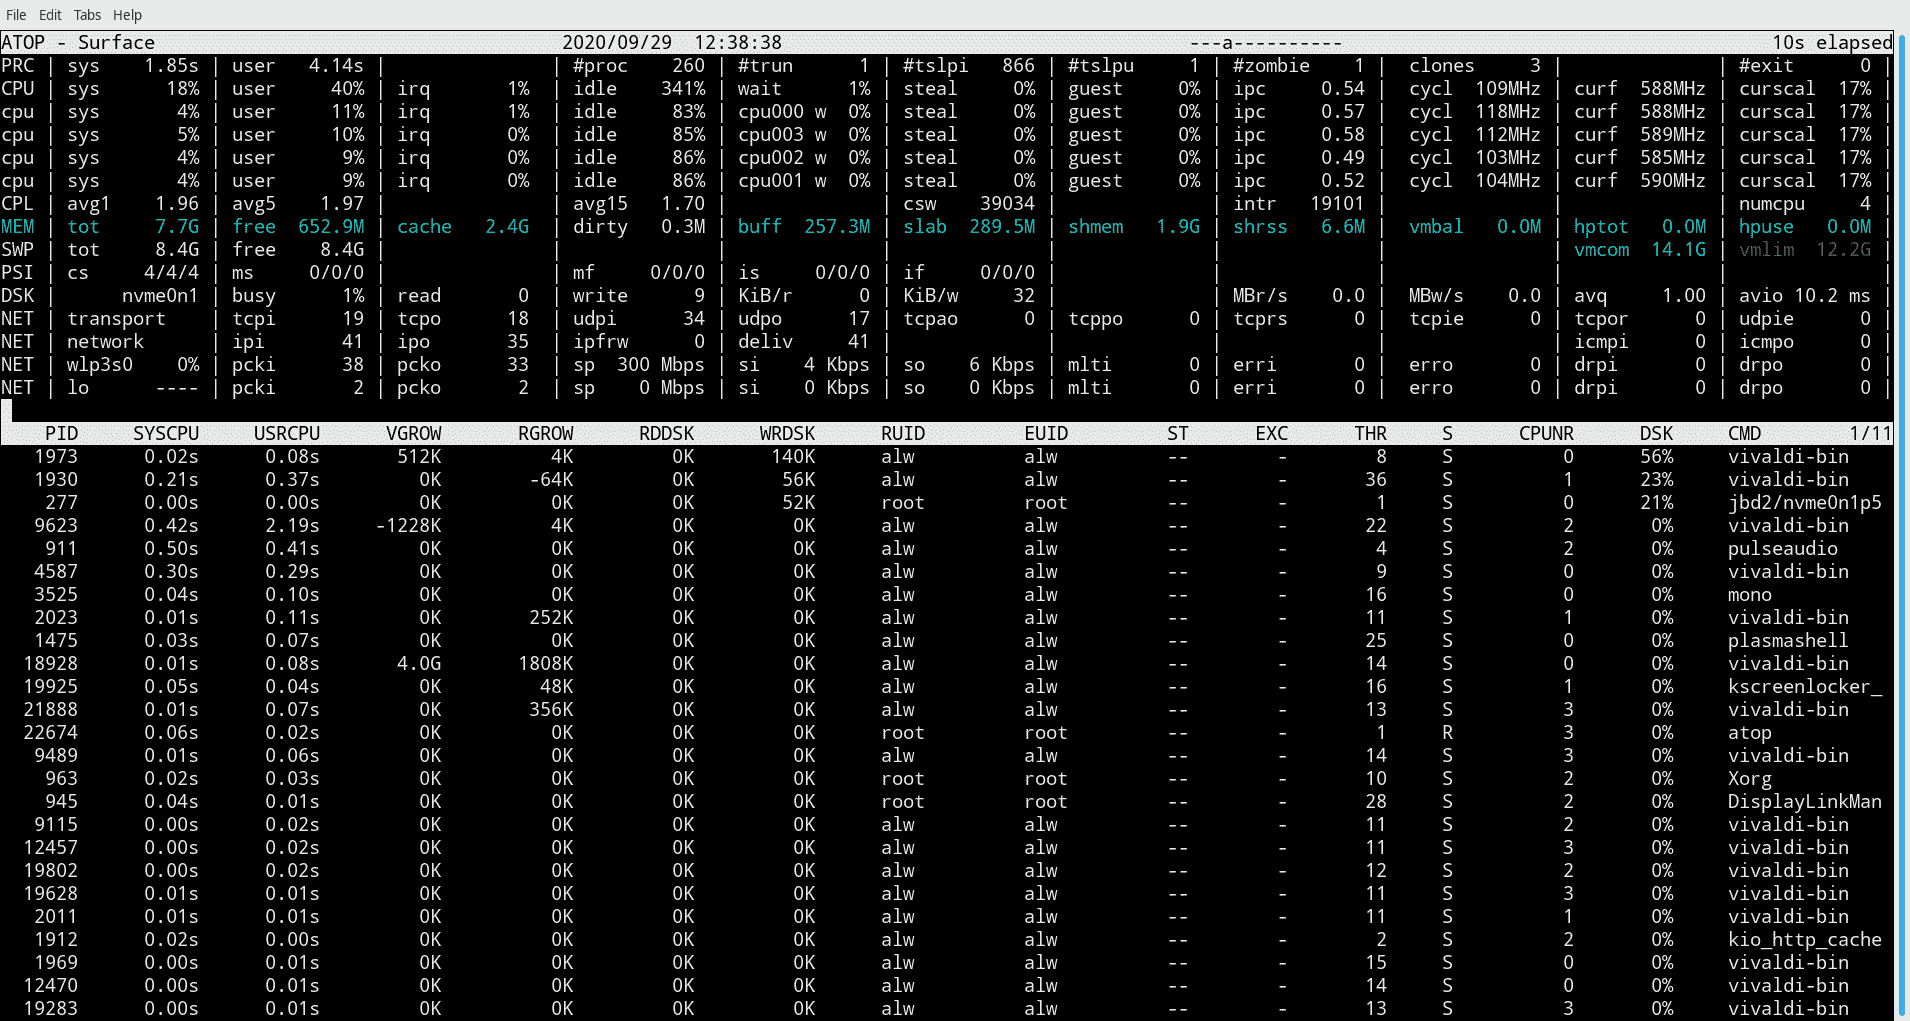 File Edit Tabs Help
ATOP - Surface 2020/09/29 12:38:38 ---a---------- 10s elapsed
PRC | sys 1.85s | user 4.14s | | #proc 260 | #trun 1 | #tslpi 866 | #tslpu 1 | #zombie 1 | clones 3 | | #exit 0 |
CPU | sys 18% | user 40% | irq 1% | idle 341% | wait 1% | steal 0% | guest 0% | ipc 0.54 | cycl 109MHz | curf 588MHz | curscal 17% |
cpu | sys 4% | user 11% | irq 1% | idle 83% | cpu000 w 0% | steal 0% | guest 0% | ipc 0.57 | cycl 118MHz | curf 588MHz | curscal 17% |
cpu | sys 5% | user 10% | irq 0% | idle 85% | cpu003 w 0% | steal 0% | guest 0% | ipc 0.58 | cycl 112MHz | curf 589MHz | curscal 17% |
cpu | sys 4% | user 9% | irq 0% | idle 86% | cpu002 w 0% | steal 0% | guest 0% | ipc 0.49 | cycl 103MHz | curf 585MHz | curscal 17% |
cpu | sys 4% | user 9% | irq 0% | idle 86% | cpu001 w 0% | steal 0% | guest 0% | ipc 0.52 | cycl 104MHz | curf 590MHz | curscal 17% |
CPL | avg1 1.96 | avg5 1.97 | | avg15 1.70 | | csw 39034 | | intr 19101 | | | numcpu 4 |
MEM | tot 7.7G | free 652.9M | cache 2.4G | dirty 0.3M | buff 257.3M | slab 289.5M | shmem 1.9G | shrss 6.6M | vmbal 0.0M | hptot 0.0M | hpuse 0.0M |
SWP | tot 8.4G | free 8.4G | | | | | | | | vmcom 14.1G | vmlim 12.2G |
PSI | cs 4/4/4 | ms 0/0/0 | | mf 0/0/0 | is 0/0/0 | if 0/0/0 | | | | | |
DSK | nvme0n1 | busy 1% | read 0 | write 9 | KiB/r 0 | KiB/w 32 | | MBr/s 0.0 | MBw/s 0.0 | avq 1.00 | avio 10.2 ms |
NET | transport | tcpi 19 | tcpo 18 | udpi 34 | udpo 17 | tcpao 0 | tcppo 0 | tcprs 0 | tcpie 0 | tcpor 0 | udpie 0 |
NET | network | ipi 41 | ipo 35 | ipfrw 0 | deliv 41 | | | | | icmpi 0 | icmpo 0 |
NET | wlp3s0 0% | pcki 38 | pcko 33 | sp 300 Mbps | si 4 Kbps | so 6 Kbps | mlti 0 | erri 0 | erro 0 | drpi 0 | drpo 0 |
NET | lo ---- | pcki 2 | pcko 2 | sp 0 Mbps | si 0 Kbps | so 0 Kbps | mlti 0 | erri 0 | erro 0 | drpi 0 | drpo 0 |
PID SYSCPU USRCPU VGROW RGROW RDDSK WRDSK RUID EUID ST EXC THR S CPUNR DSK CMD 1/11
1973 0.02s 0.08s 512K 4K 0K 140K alw alw -- - 8 S 0 56% vivaldi-bin
1930 0.21s 0.37s 0K -64K 0K 56K alw alw -- - 36 S 1 23% vivaldi-bin
277 0.00s 0.00s 0K 0K 0K 52K root root -- - 1 S 0 21% jbd2/nvme0n1p5
9623 0.42s 2.19s -1228K 4K 0K 0K alw alw -- - 22 S 2 0% vivaldi-bin
911 0.50s 0.41s 0K 0K 0K 0K alw alw -- - 4 S 2 0% pulseaudio
4587 0.30s 0.29s 0K 0K 0K 0K alw alw -- - 9 S 0 0% vivaldi-bin
3525 0.04s 0.10s 0K 0K 0K 0K alw alw -- - 16 S 0 0% mono
2023 0.01s 0.11s 0K 252K 0K 0K alw alw -- - 11 S 1 0% vivaldi-bin
1475 0.03s 0.07s 0K 0K 0K 0K alw alw -- - 25 S 0 0% plasmashell
18928 0.01s 0.08s 4.0G 1808K 0K 0K alw alw -- - 14 S 0 0% vivaldi-bin
19925 0.05s 0.04s 0K 48K 0K 0K alw alw -- - 16 S 1 0% kscreenlocker_
21888 0.01s 0.07s 0K 356K 0K 0K alw alw -- - 13 S 3 0% vivaldi-bin
22674 0.06s 0.02s 0K 0K 0K 0K root root -- - 1 R 3 0% atop
9489 0.01s 0.06s 0K 0K 0K 0K alw alw -- - 14 S 3 0% vivaldi-bin
963 0.02s 0.03s 0K 0K 0K 0K root root -- - 10 S 2 0% Xorg
945 0.04s 0.01s 0K 0K 0K 0K root root -- - 28 S 2 0% DisplayLinkMan
9115 0.00s 0.02s 0K 0K 0K 0K alw alw -- - 11 S 2 0% vivaldi-bin
12457 0.00s 0.02s 0K 0K 0K 0K alw alw -- - 11 S 3 0% vivaldi-bin
19802 0.00s 0.02s 0K 0K 0K 0K alw alw -- - 12 S 2 0% vivaldi-bin
19628 0.01s 0.01s 0K 0K 0K 0K alw alw -- - 11 S 3 0% vivaldi-bin
2011 0.01s 0.01s 0K 0K 0K 0K alw alw -- - 11 S 1 0% vivaldi-bin
1912 0.02s 0.00s 0K 0K 0K 0K alw alw -- - 2 S 2 0% kio_http_cache
1969 0.00s 0.01s 0K 0K 0K 0K alw alw -- - 15 S 0 0% vivaldi-bin
12470 0.00s 0.01s 0K 0K 0K 0K alw alw -- - 14 S 0 0% vivaldi-bin
19283 0.00s 0.01s 0K 0K 0K 0K alw alw -- - 13 S 3 0% vivaldi-bin